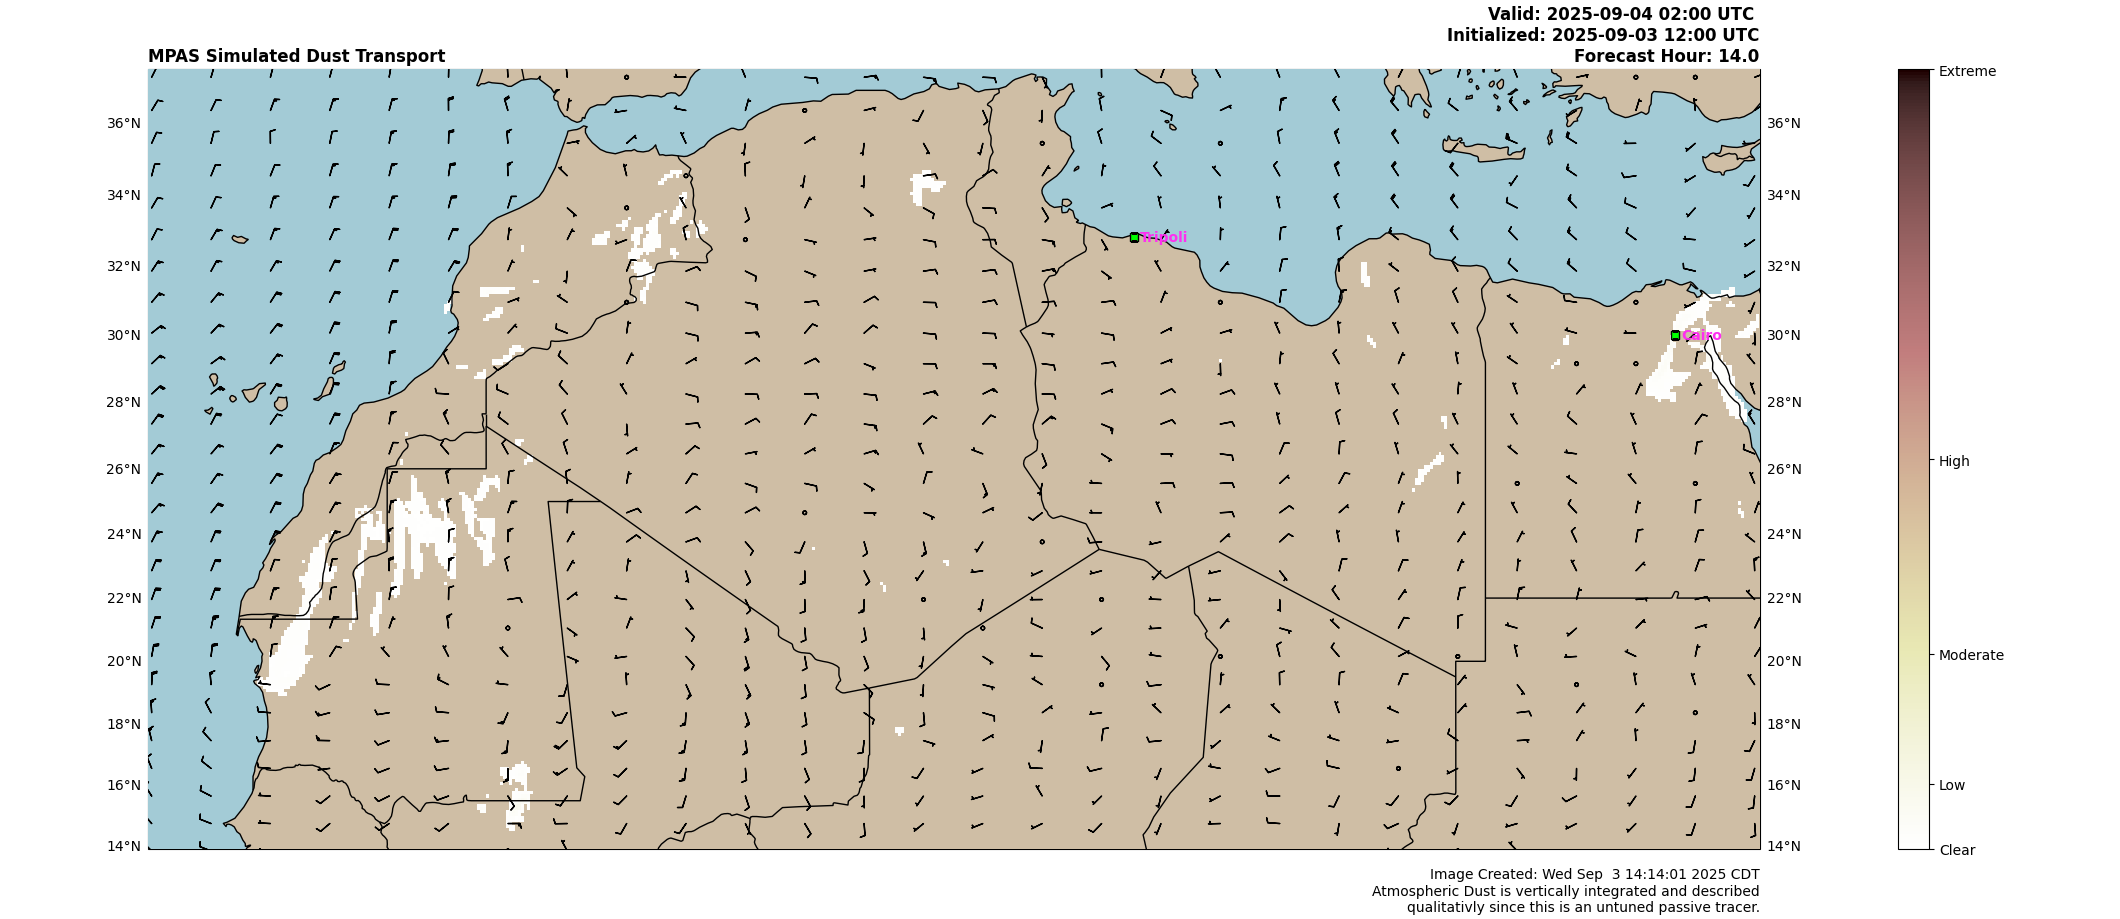 Valid: 2025-09-04 02:00 UTC
Initialized: 2025-09-03 12:00 UTC
MPAS Simulated Dust Transport
Forecast Hour: 14.0
36°N
34°N
32°N
30°N
28°N
26°N
24°N
22°N
20°N
18°N
16°N
14°N
Tripoli
Cairo
36°N
34°N
32°N
30°N
28°N
26°N
24°N
22°N
20°N
18°N
16°N
14°N
Extreme
High
Moderate
Low
Clear
Image Created: Wed Sep  3 14:14:01 2025 CDT
Atmospheric Dust is vertically integrated and described
qualitativly since this is an untuned passive tracer.